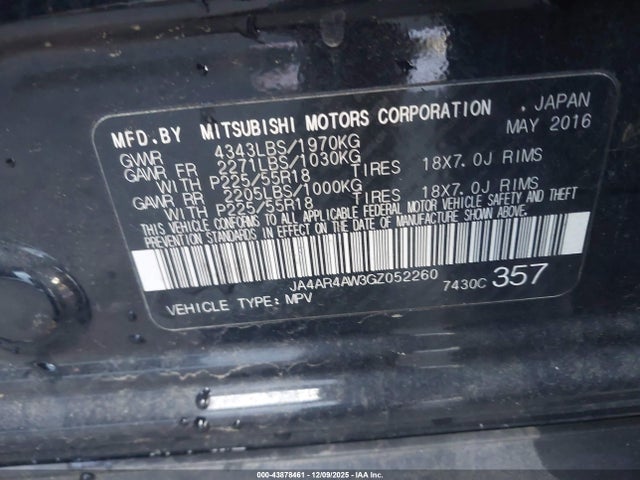 MFD.BY MITSUBISHI MOTORS CORPORATION , JAPAN
GVWR 4343LBS/1970KG MAY 2016
GAWR FR 2271LBS/1030KG
WITH P225/55R18 TIRES 18X7.0J RIMS
GAWR RR 2205LBS/1000KG
WITH P225/55R18 TIRES 18X7.0J RIMS
THIS VEHICLE CONFORMS TO ALL APPLICABLE FEDERAL MOTOR VEHICLE SAFETY AND THEFT
PREVENTION STANDARDS IN EFFECT ON THE DATE OF MANUFACTURE SHOWN ABOVE.
JA4AR4AW3GZ052260 7430C 357
VEHICLE TYPE:MPV
000-43878461 - 12/09/2025 - IAA Inc.